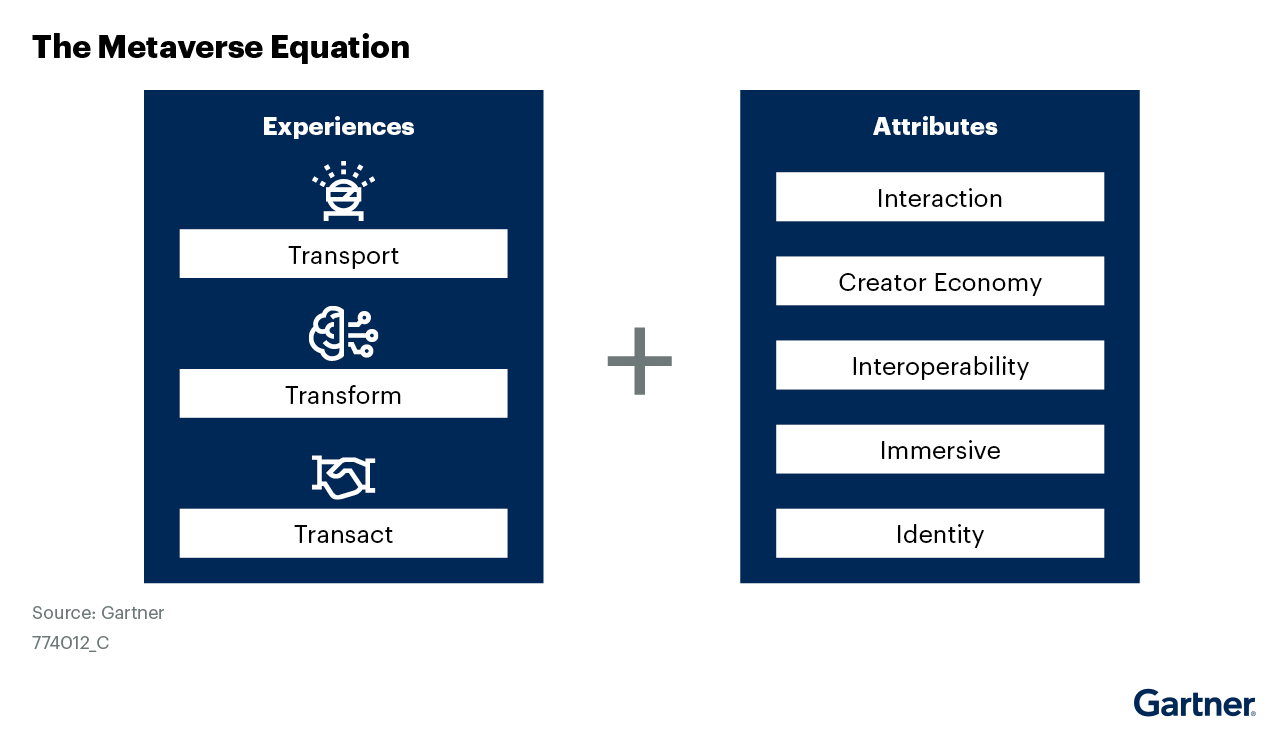 The Metaverse Equation
Experiences
Transport
Transform
Transact
+
Attributes
Interaction
Creator Economy
Interoperability
Immersive
Identity
Source: Gartner
774012_C
Gartner®